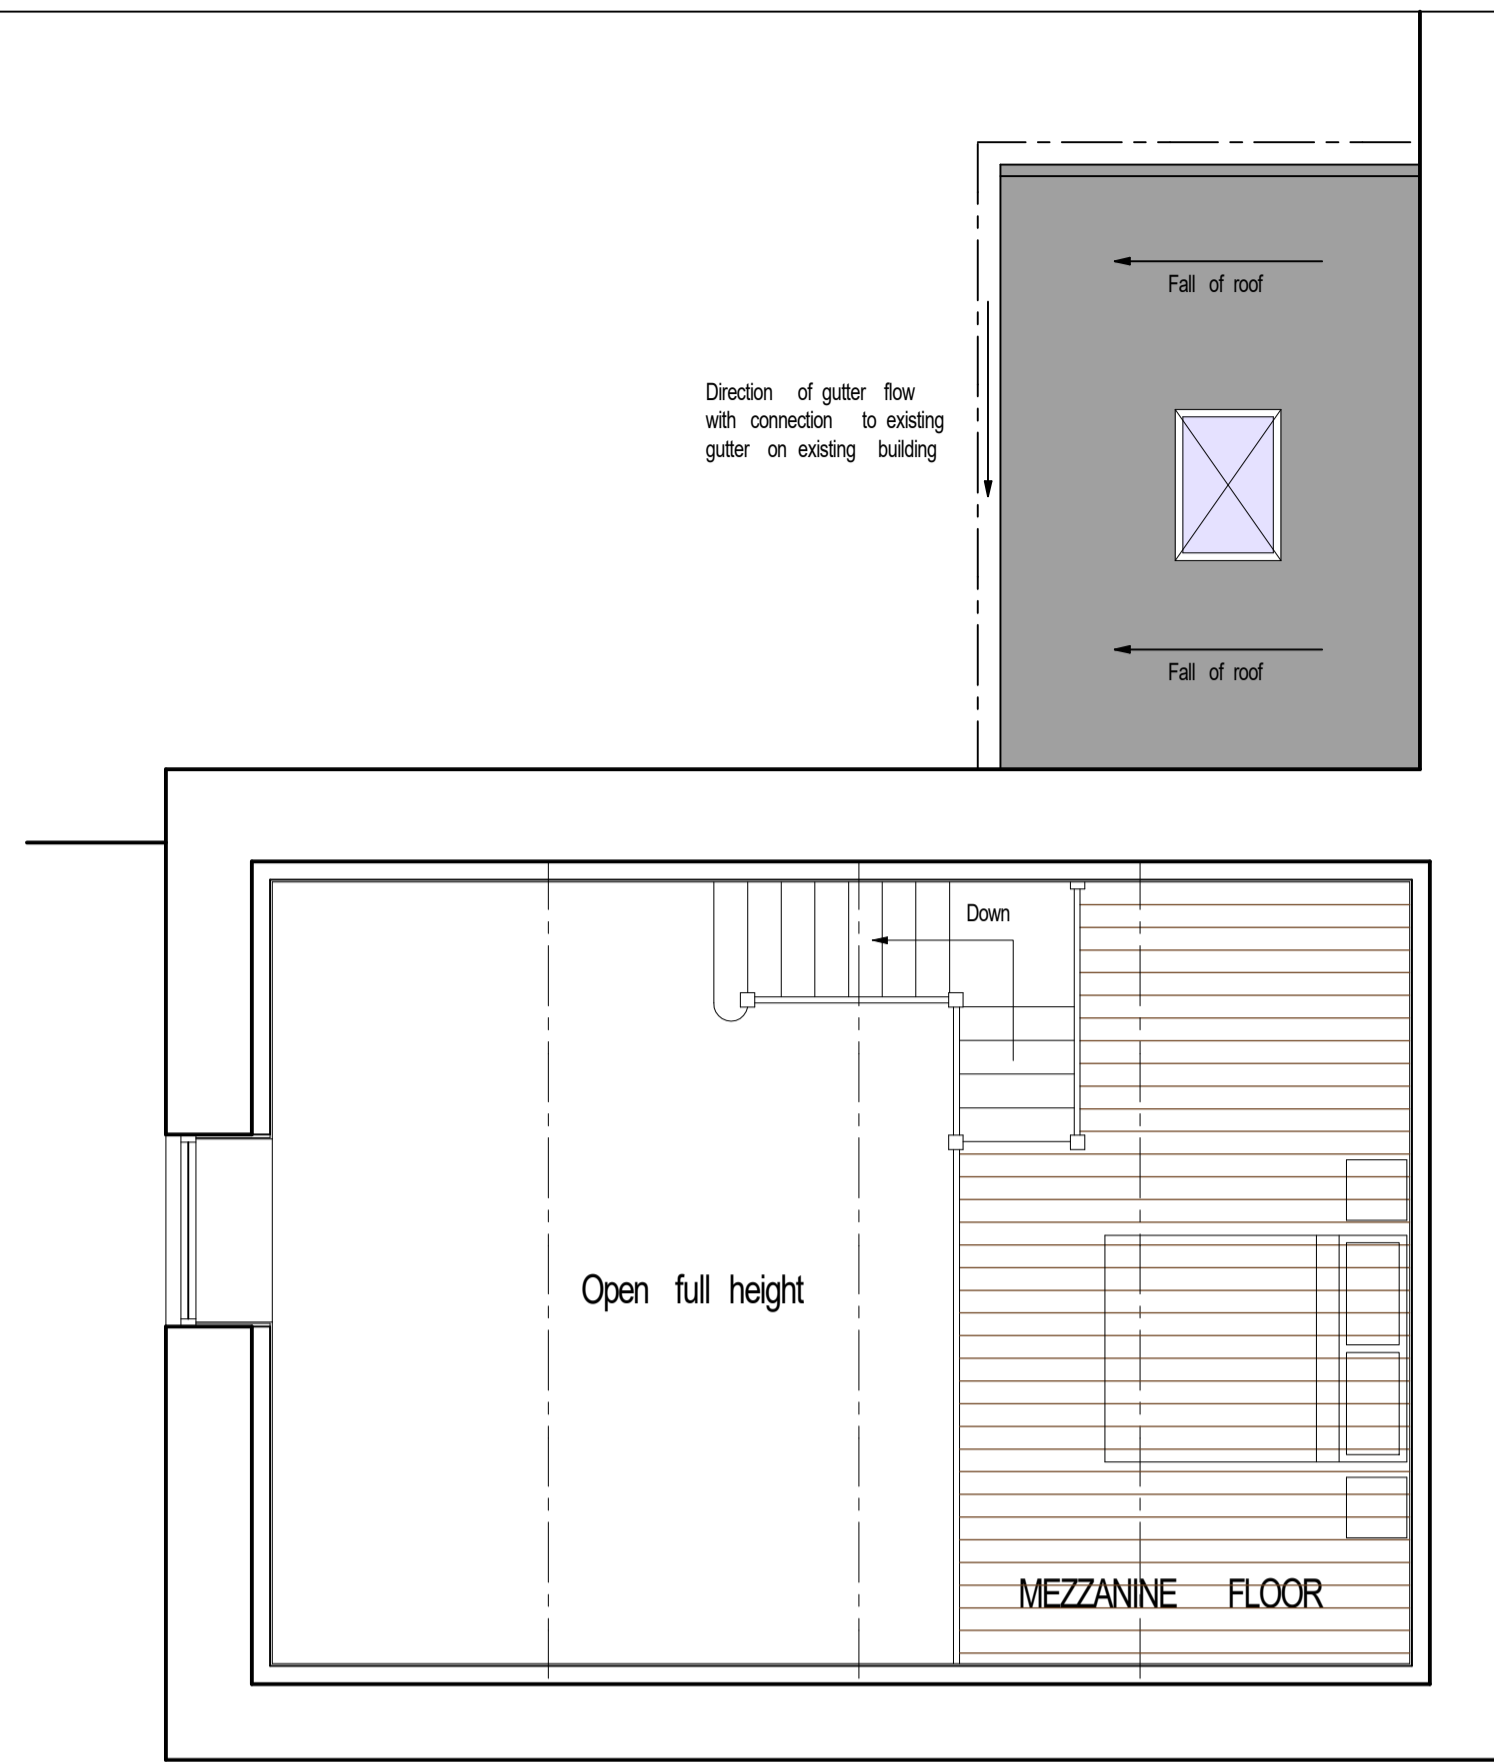 Fall of roof
Direction of gutter flow
with connection to existing
gutter on existing building
Fall of roof
Down
Open full height
MEZZANINE FLOOR